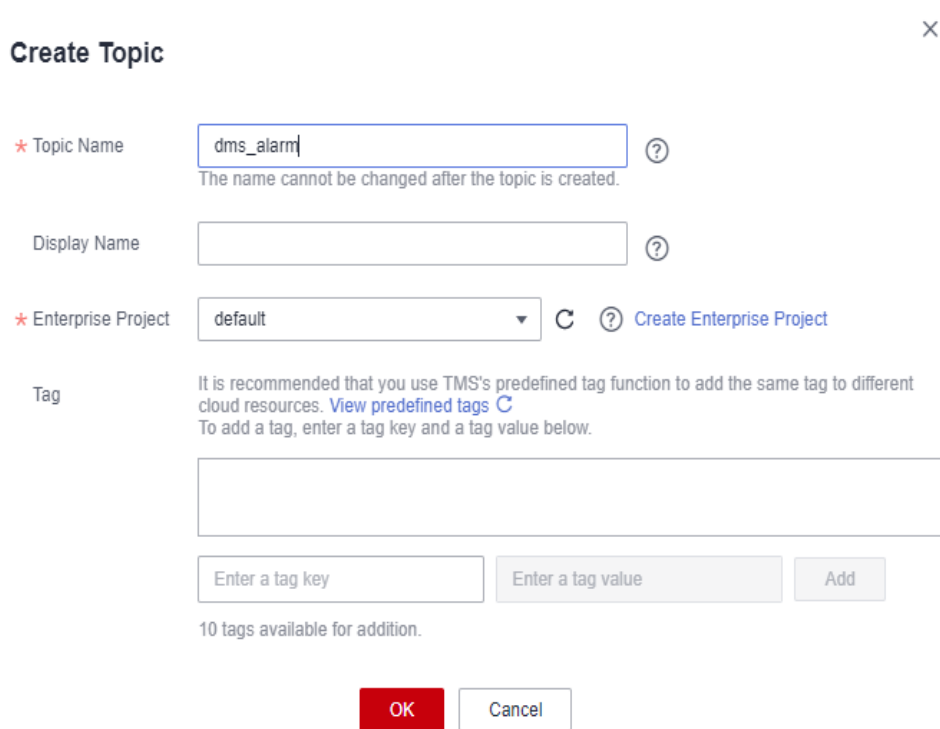 Create Topic
* Topic Name dms_alarm
The name cannot be changed after the topic is created.
Display Name
* Enterprise Project default Create Enterprise Project
Tag It is recommended that you use TMS's predefined tag function to add the same tag to different
cloud resources. View predefined tags
To add a tag, enter a tag key and a tag value below.
Enter a tag key Enter a tag value Add
10 tags available for addition.
OK Cancel